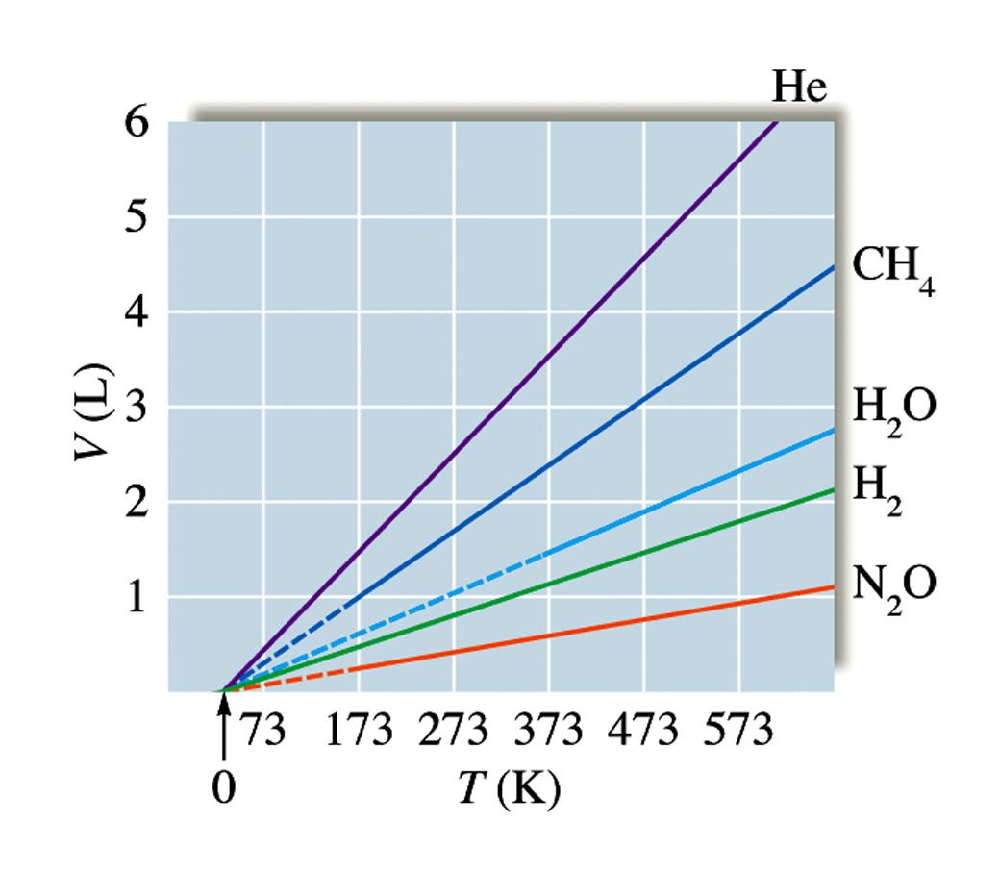 He
6
5
4
3
2
1
V (L)
CH₄
H₂O
H₂
N₂O
73 173 273 373 473 573
0
T (K)